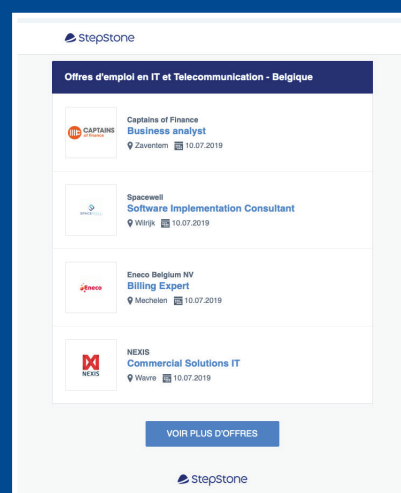 StepStone
Offres d'emploi en IT et Telecommunication - Belgique
CAPTAINS
of finance
Captains of Finance
Business analyst
Zaventem 10.07.2019
Spacewell
Software Implementation Consultant
Wilrijk 10.07.2019
eneco
Eneco Belgium NV
Billing Expert
Mechelen 10.07.2019
NEXIS
NEXIS
Commercial Solutions IT
Wavre 10.07.2019
VOIR PLUS D'OFFRES
StepStone